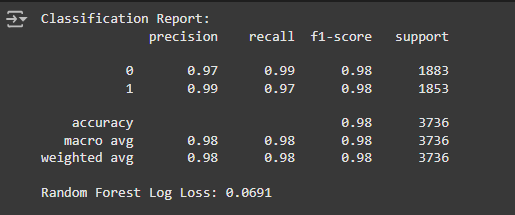 Classification Report:
precision recall f1-score support
0 0.97 0.99 0.98 1883
1 0.99 0.97 0.98 1853
accuracy 0.98 3736
macro avg 0.98 0.98 0.98 3736
weighted avg 0.98 0.98 0.98 3736
Random Forest Log Loss: 0.0691